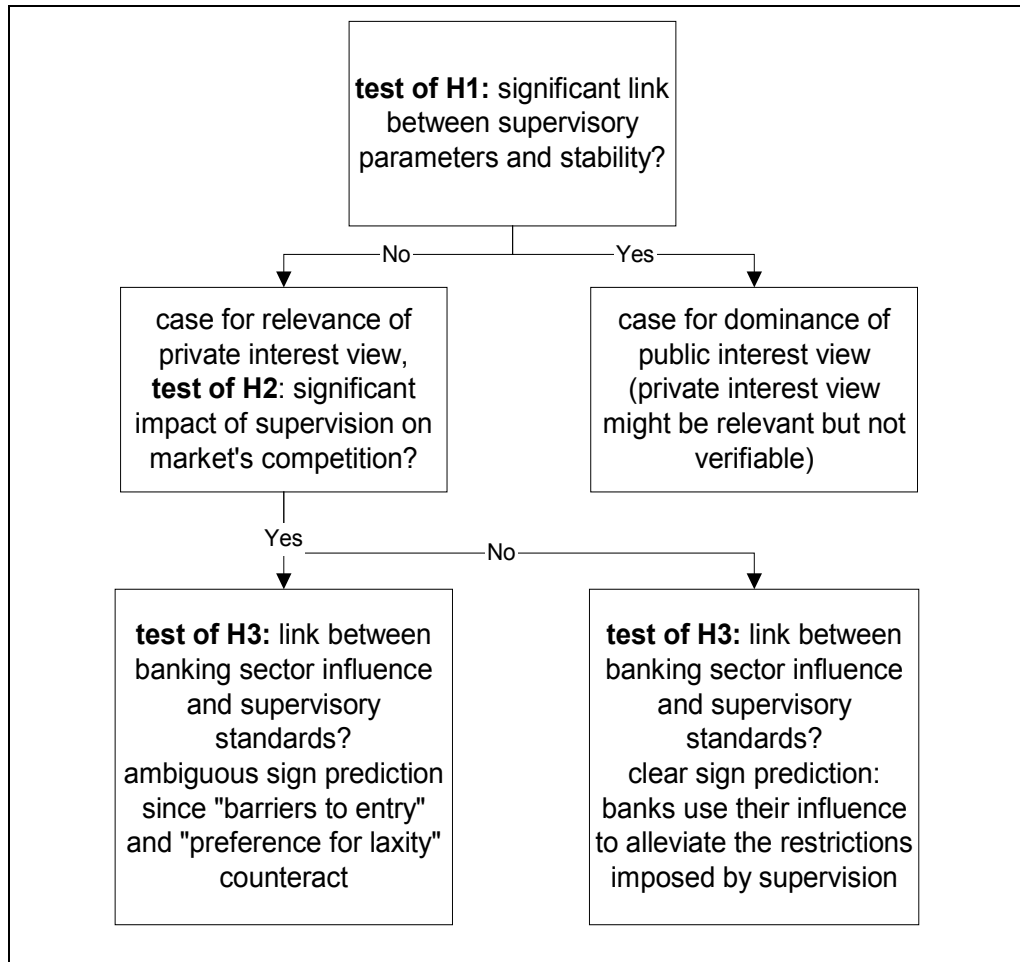 test of H1: significant link
between supervisory
parameters and stability?
No
Yes
case for relevance of
private interest view,
test of H2: significant
impact of supervision on
market's competition?
case for dominance of
public interest view
(private interest view
might be relevant but not
verifiable)
Yes
No
test of H3: link between
banking sector influence
and supervisory
standards?
ambiguous sign prediction
since "barriers to entry"
and "preference for laxity"
counteract
test of H3: link between
banking sector influence
and supervisory
standards?
clear sign prediction:
banks use their influence
to alleviate the restrictions
imposed by supervision